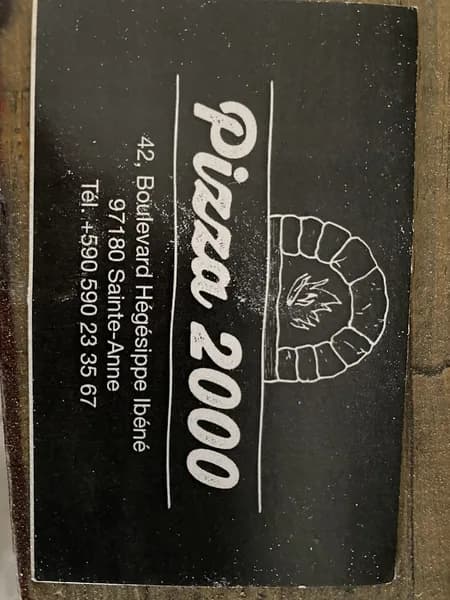 Pizza 2000
42, Boulevard Hégésippe Ibéné
97180 Sainte-Anne
Tél. +590 590 23 35 67